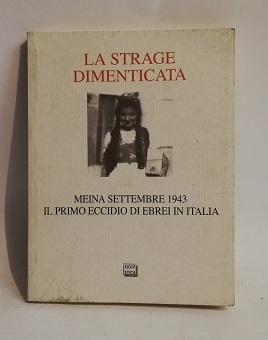 LA STRAGE
DIMENTICATA
MEINA SETTEMBRE 1943
IL PRIMO ECCIDIO DI EBREI IN ITALIA